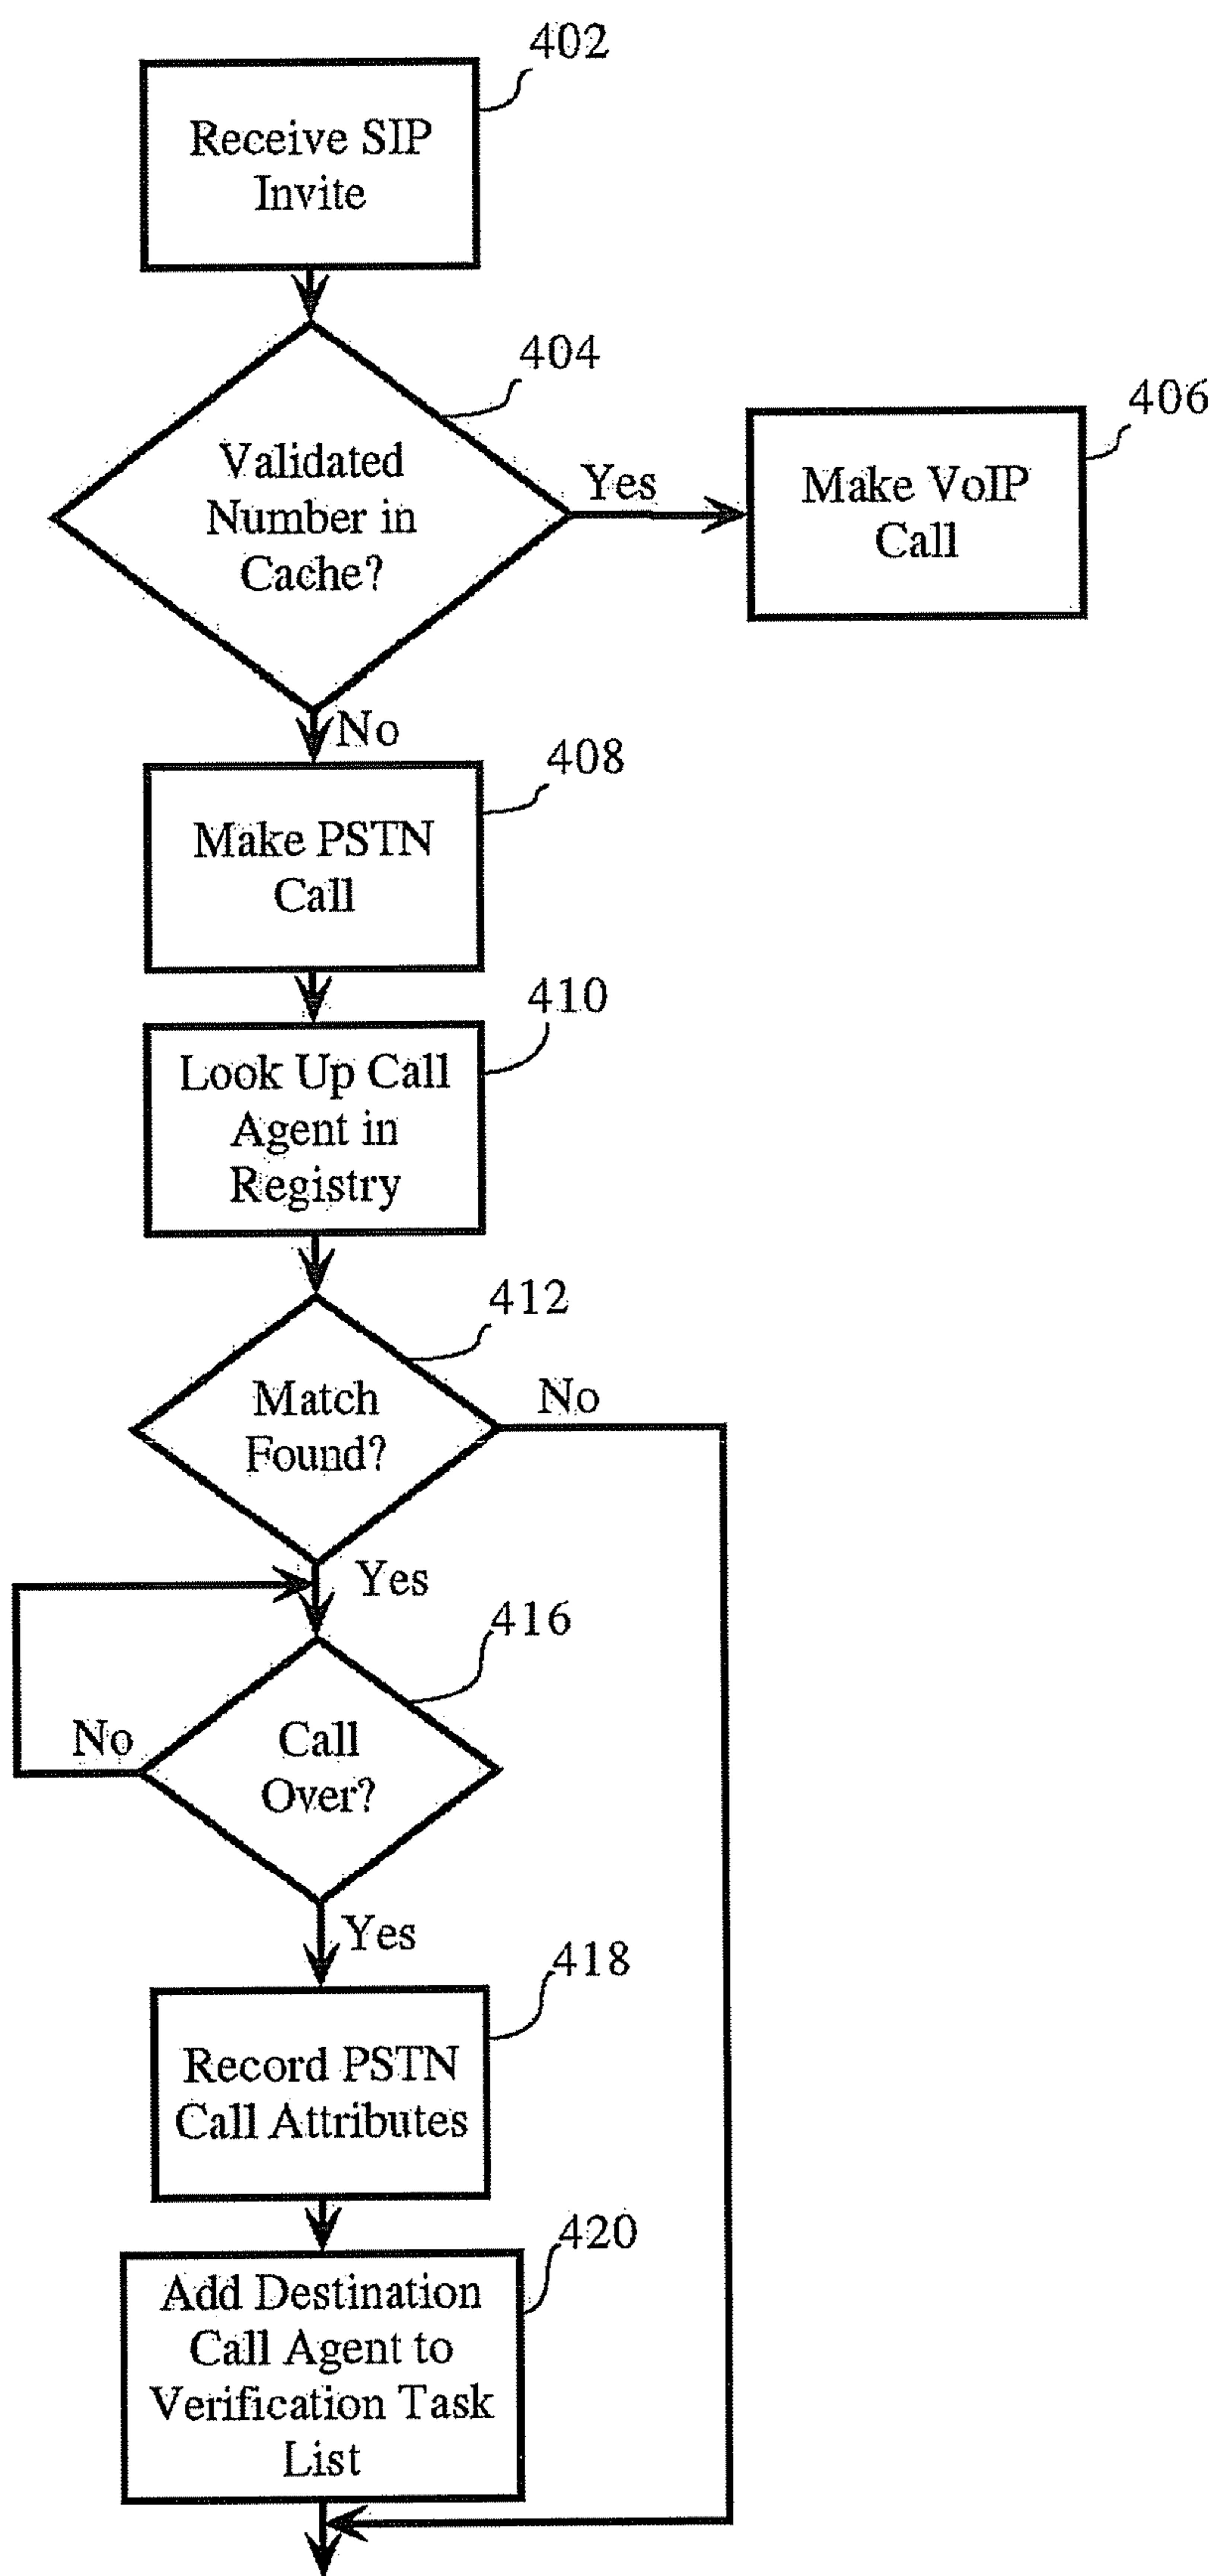 402
Receive SIP
Invite
404
Validated
Number in
Cache?
Yes
406
Make VoIP
Call
No
408
Make PSTN
Call
410
Look Up Call
Agent in
Registry
412
Match
Found?
No
Yes
416
Call
Over?
No
Yes
418
Record PSTN
Call Attributes
420
Add Destination
Call Agent to
Verification Task
List